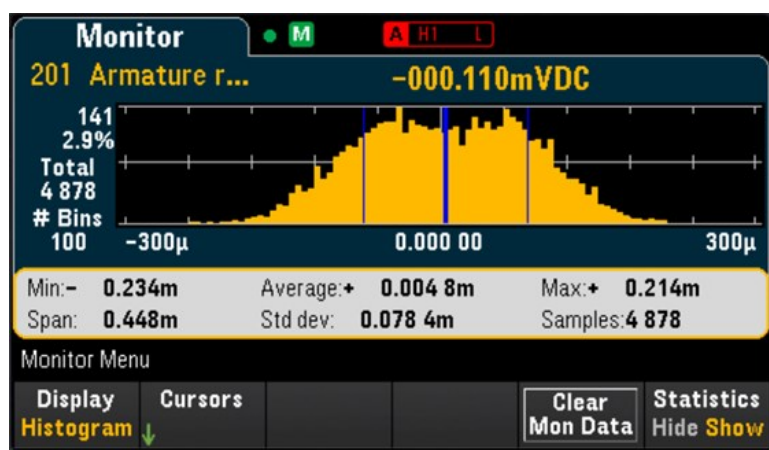 Monitor M A H1 L
201 Armature r... -000.110mVDC
141
2.9%
Total
4 878
# Bins
100 -300µ 0.000 00 300µ
Min:- 0.234m Average:+ 0.004 8m Max:+ 0.214m
Span: 0.448m Std dev: 0.078 4m Samples:4 878
Monitor Menu
Display Cursors Clear Statistics
Histogram Mon Data Hide Show